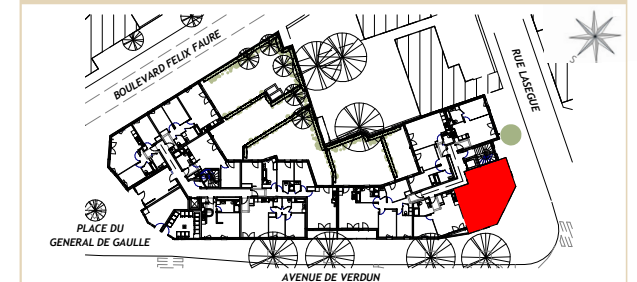 BOULEVARD FELIX FAURE
RUE LASEGUE
PLACE DU
GENERAL DE GAULLE
AVENUE DE VERDUN
S